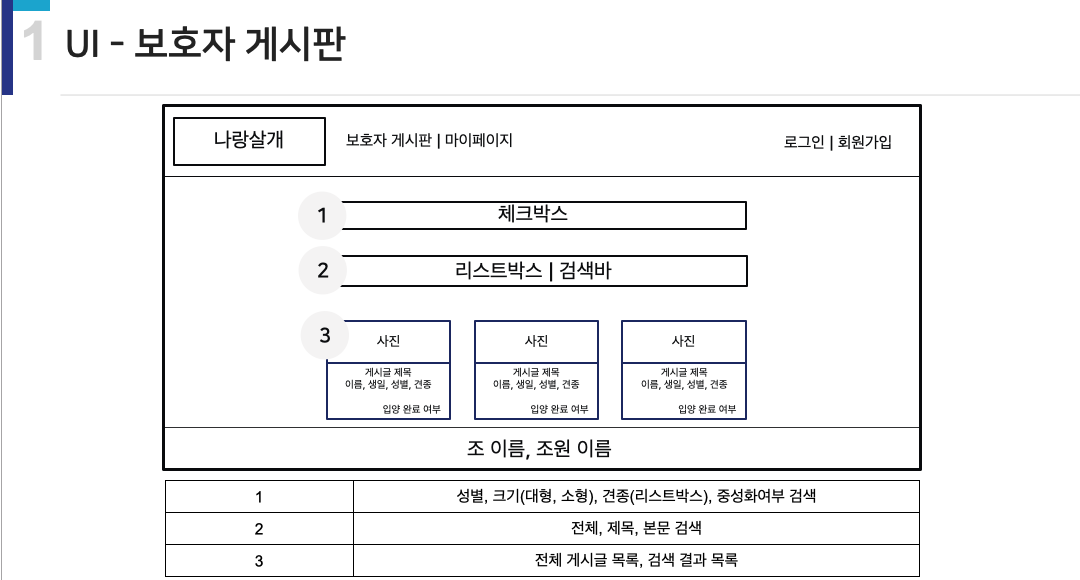 1 UI - 보호자 게시판
나랑살개 보호자 게시판 | 마이페이지 로그인 | 회원가입
1 체크박스
2 리스트박스 | 검색바
3 사진 사진 사진
게시글 제목 게시글 제목 게시글 제목
이름, 생일, 성별, 견종 이름, 생일, 성별, 견종 이름, 생일, 성별, 견종
입양 완료 여부 입양 완료 여부 입양 완료 여부
조 이름, 조원 이름
1 성별, 크기(대형, 소형), 견종(리스트박스), 중성화여부 검색
2 전체, 제목, 본문 검색
3 전체 게시글 목록, 검색 결과 목록